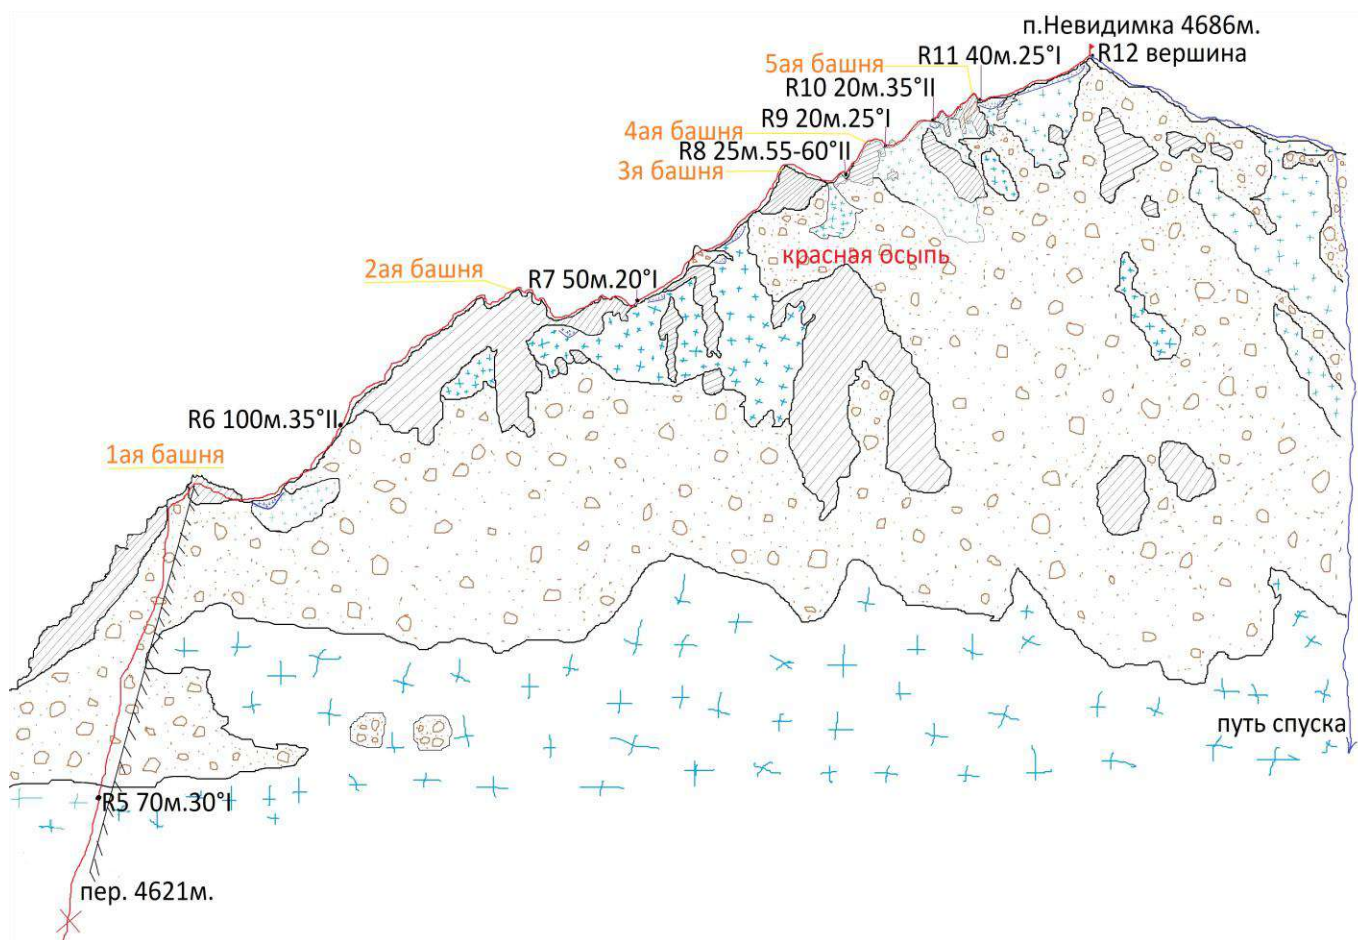 п.Невидимка 4686м.
R12 вершина
R11 40м.25°I
5ая башня
R10 20м.35°II
R9 20м.25°I
4ая башня
R8 25м.55-60°II
3я башня
красная осыпь
2ая башня
R7 50м.20°I
R6 100м.35°II
1ая башня
путь спуска
R5 70м.30°I
пер. 4621м.